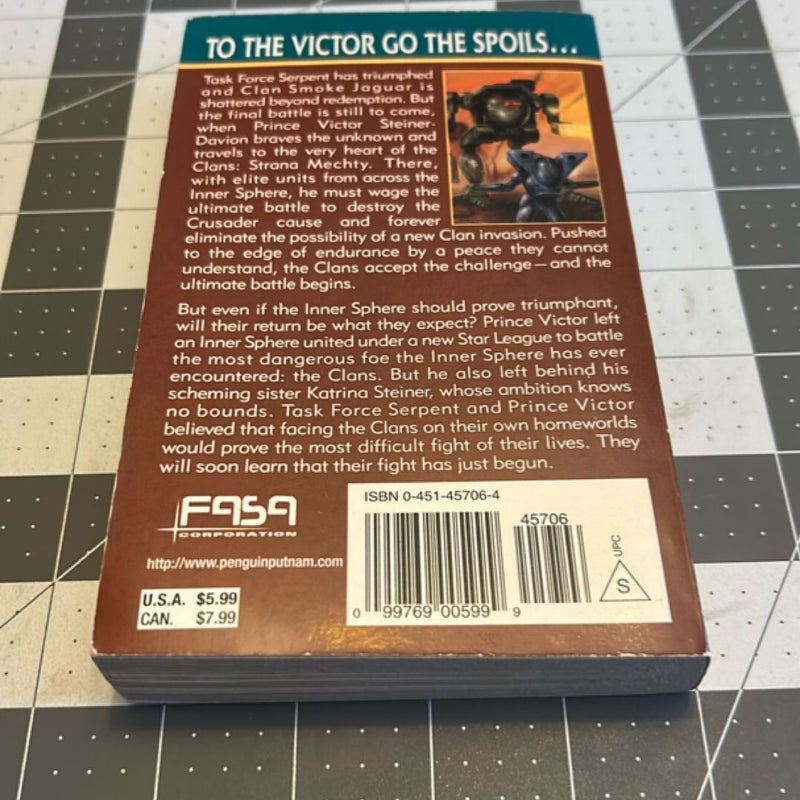 TO THE VICTOR GO THE SPOILS...
Task Force Serpent has triumphed
and Clan Smoke Jaguar is
shattered beyond redemption. But
the final battle is still to come,
when Prince Victor Steiner-
Davion braves the unknown and
travels to the very heart of the
Clans: Strana Mechty. There,
with elite units from across the
Inner Sphere, he must wage the
ultimate battle to destroy the
Crusader cause and forever
eliminate the possibility of a new Clan invasion. Pushed
to the edge of endurance by a peace they cannot
understand, the Clans accept the challenge—and the
ultimate battle begins.
But even if the Inner Sphere should prove triumphant,
will their return be what they expect? Prince Victor left
an Inner Sphere united under a new Star League to battle
the most dangerous foe the Inner Sphere has ever
encountered: the Clans. But he also left behind his
scheming sister Katrina Steiner, whose ambition knows
no bounds. Task Force Serpent and Prince Victor
believed that facing the Clans on their own homeworlds
would prove the most difficult fight of their lives. They
will soon learn that their fight has just begun.
FASA
CORPORATION
http://www.penguinputnam.com
U.S.A. $5.99
CAN. $7.99
ISBN 0-451-45706-4
45706
0 99769 00599 9
UPC
S